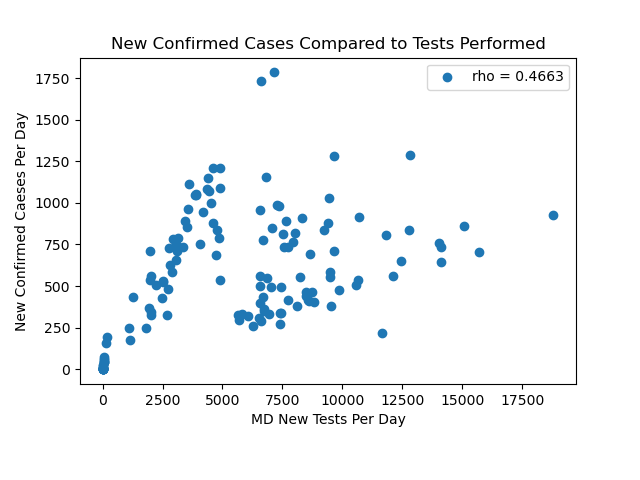 New Confirmed Cases Compared to Tests Performed
rho = 0.4663
New Confirmed Caeses Per Day
1750
1500
1250
1000
750
500
250
0
0 2500 5000 7500 10000 12500 15000 17500
MD New Tests Per Day